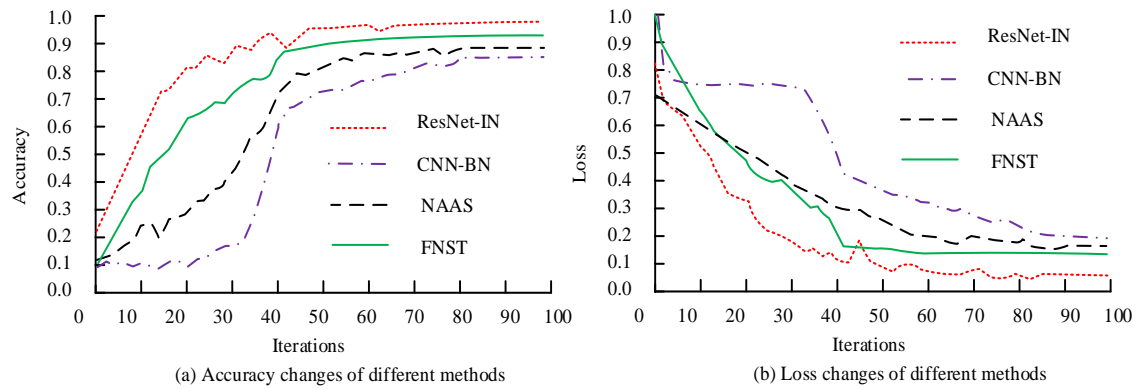 1.0
0.9
0.8
0.7
0.6
0.5
0.4
0.3
0.2
0.1
0.0
Accuracy
ResNet-IN
CNN-BN
NAAS
FNST
0 10 20 30 40 50 60 70 80 90 100
Iterations
(a) Accuracy changes of different methods
1.0
0.9
0.8
0.7
0.6
0.5
0.4
0.3
0.2
0.1
0.0
Loss
ResNet-IN
CNN-BN
NAAS
FNST
0 10 20 30 40 50 60 70 80 90 100
Iterations
(b) Loss changes of different methods